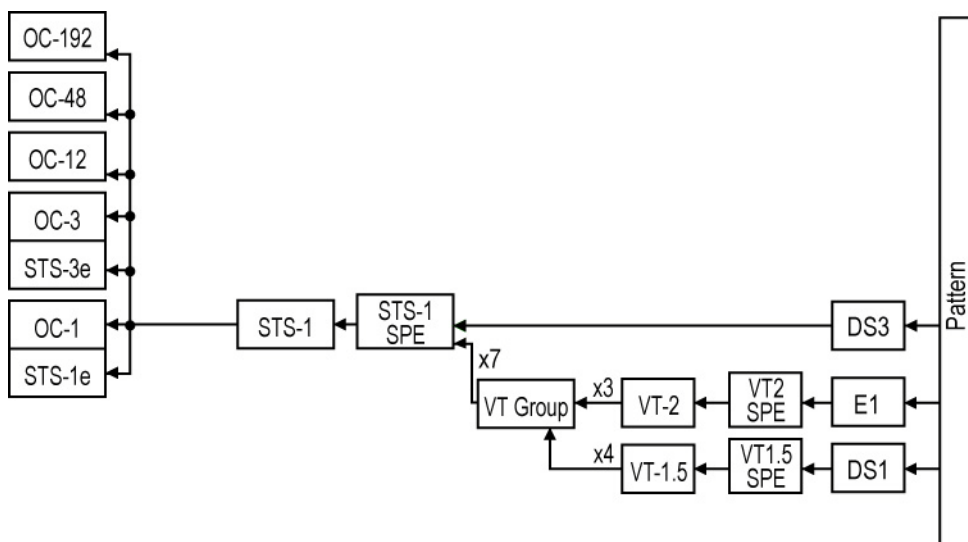 OC-192
OC-48
OC-12
OC-3
STS-3e
OC-1
STS-1e
STS-1
STS-1
SPE
DS3
x7
VT Group
x3
VT-2
VT2
SPE
E1
x4
VT-1.5
VT1.5
SPE
DS1
Pattern